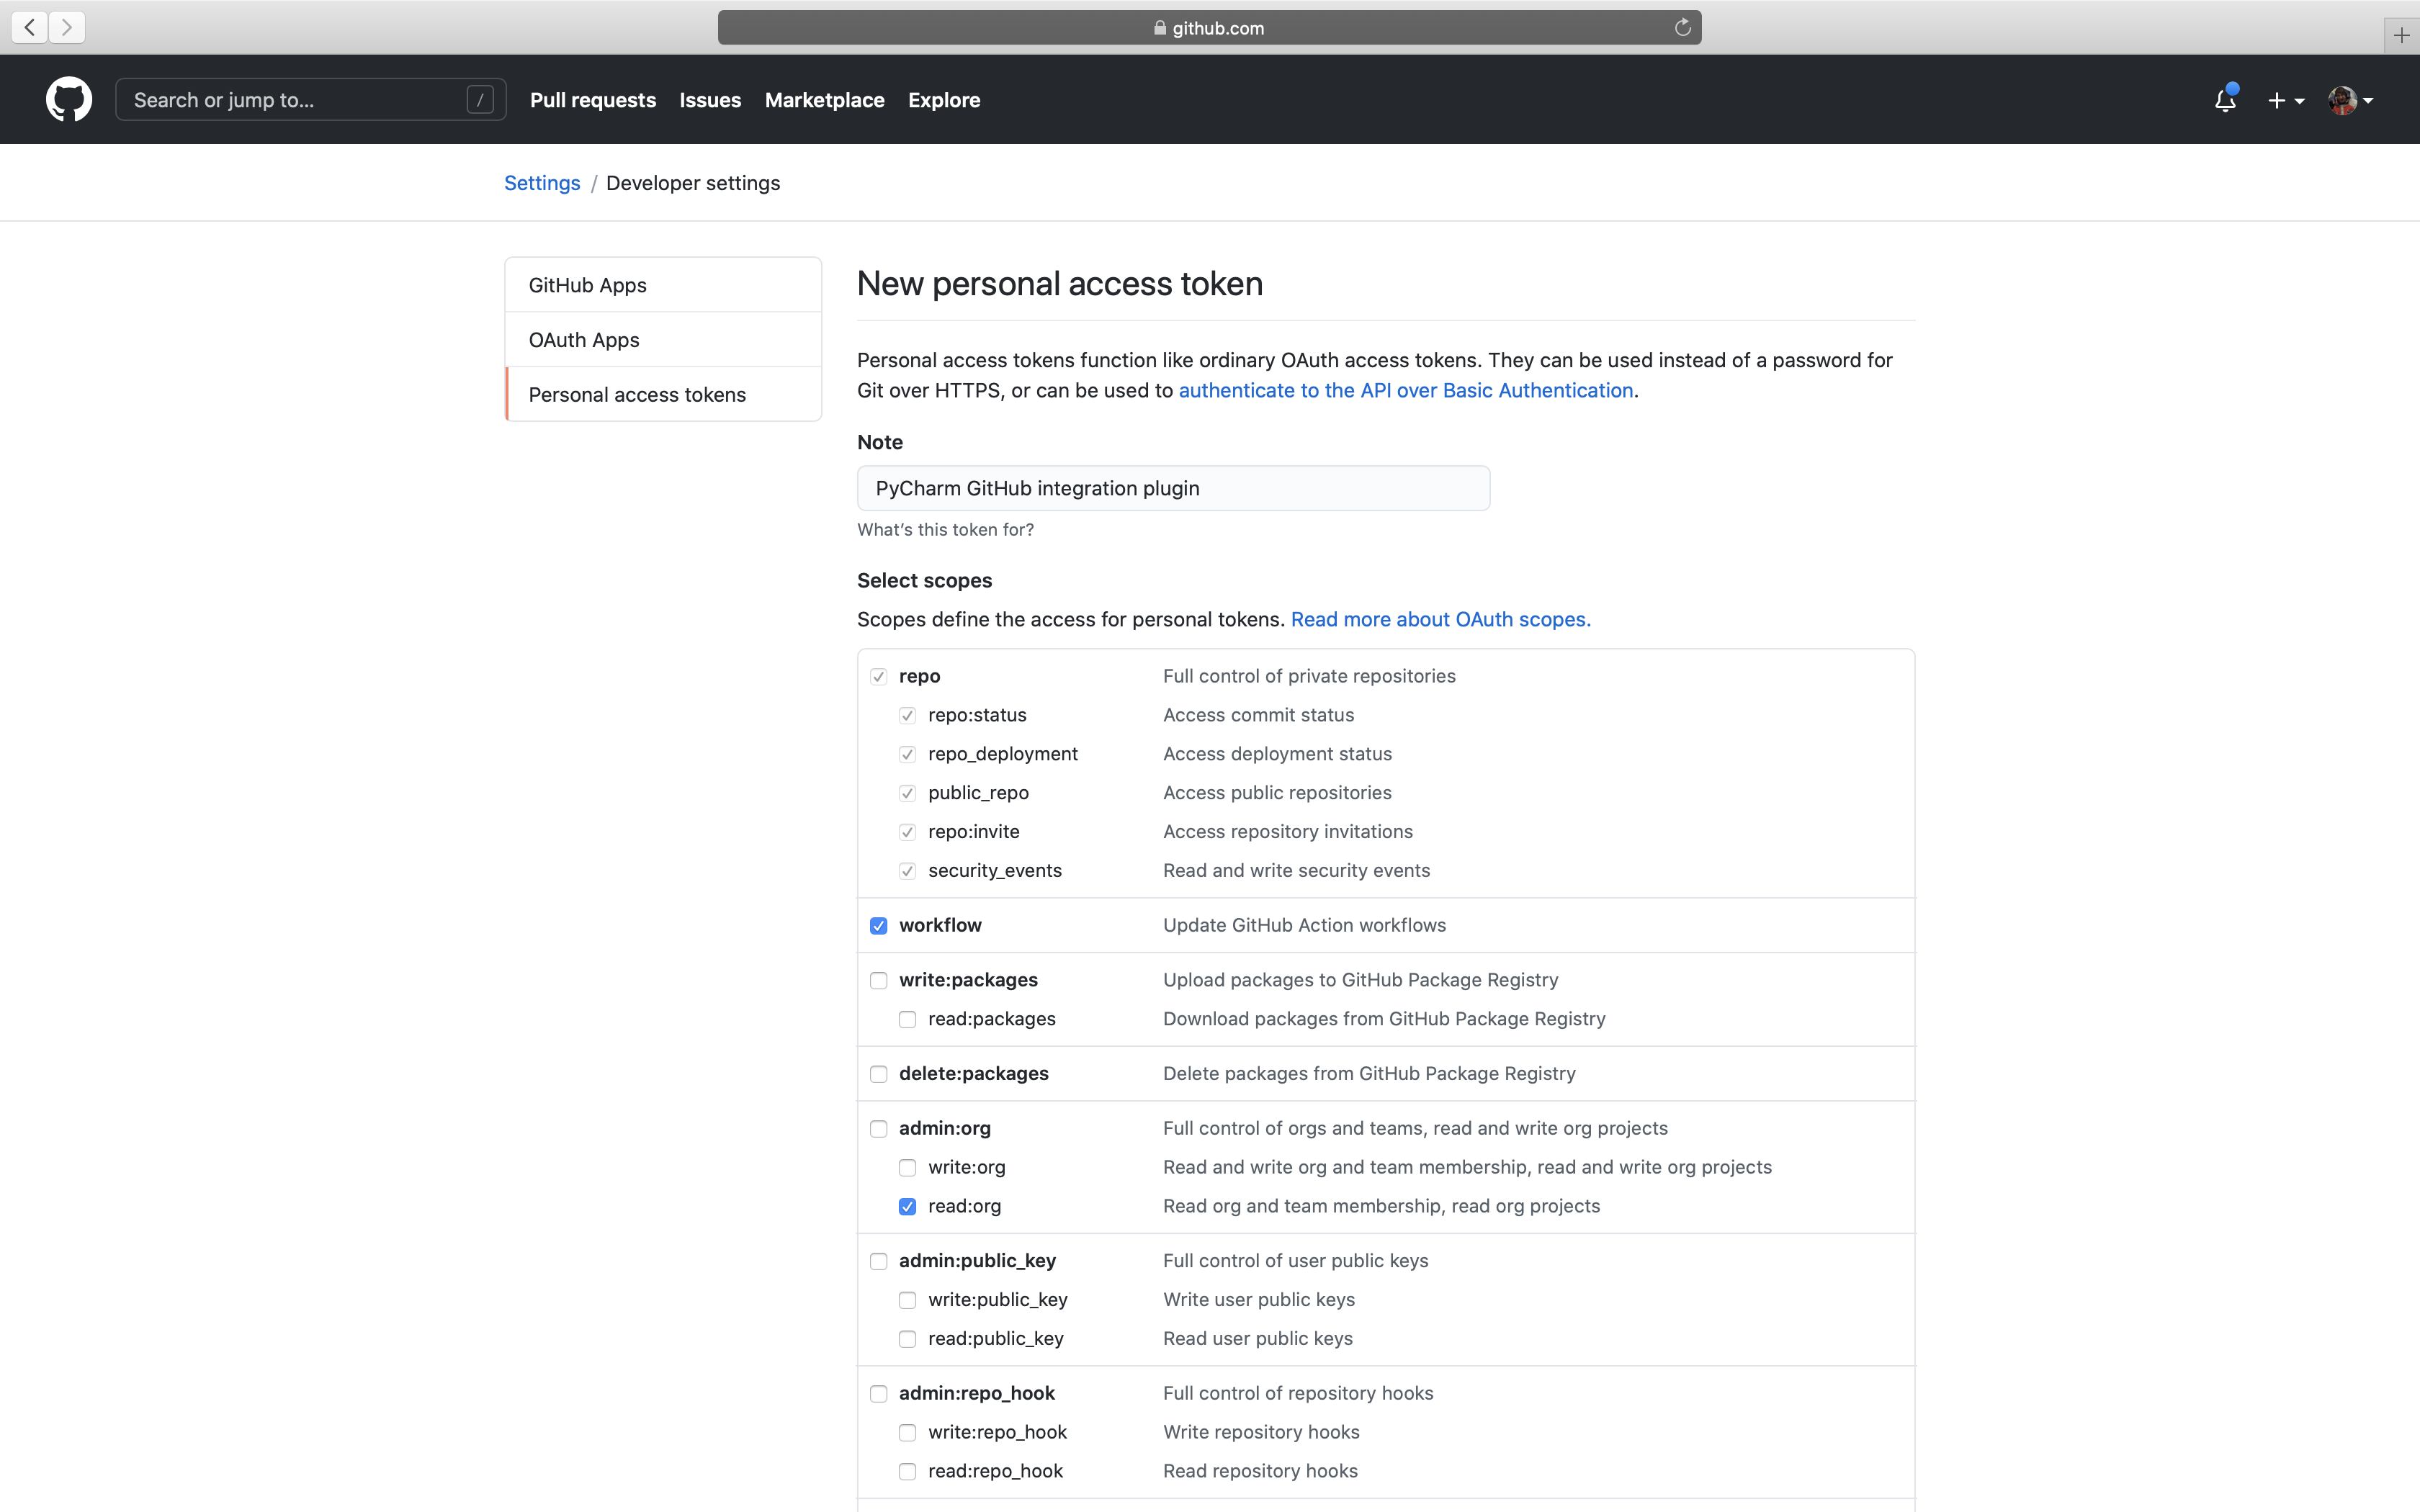 github.com
Search or jump to... /
Pull requests Issues Marketplace Explore
Settings / Developer settings
GitHub Apps
OAuth Apps
Personal access tokens
New personal access token
Personal access tokens function like ordinary OAuth access tokens. They can be used instead of a password for
Git over HTTPS, or can be used to authenticate to the API over Basic Authentication.
Note
PyCharm GitHub integration plugin
What’s this token for?
Select scopes
Scopes define the access for personal tokens. Read more about OAuth scopes.
repo Full control of private repositories
repo:status Access commit status
repo_deployment Access deployment status
public_repo Access public repositories
repo:invite Access repository invitations
security_events Read and write security events
workflow Update GitHub Action workflows
write:packages Upload packages to GitHub Package Registry
read:packages Download packages from GitHub Package Registry
delete:packages Delete packages from GitHub Package Registry
admin:org Full control of orgs and teams, read and write org projects
write:org Read and write org and team membership, read and write org projects
read:org Read org and team membership, read org projects
admin:public_key Full control of user public keys
write:public_key Write user public keys
read:public_key Read user public keys
admin:repo_hook Full control of repository hooks
write:repo_hook Write repository hooks
read:repo_hook Read repository hooks